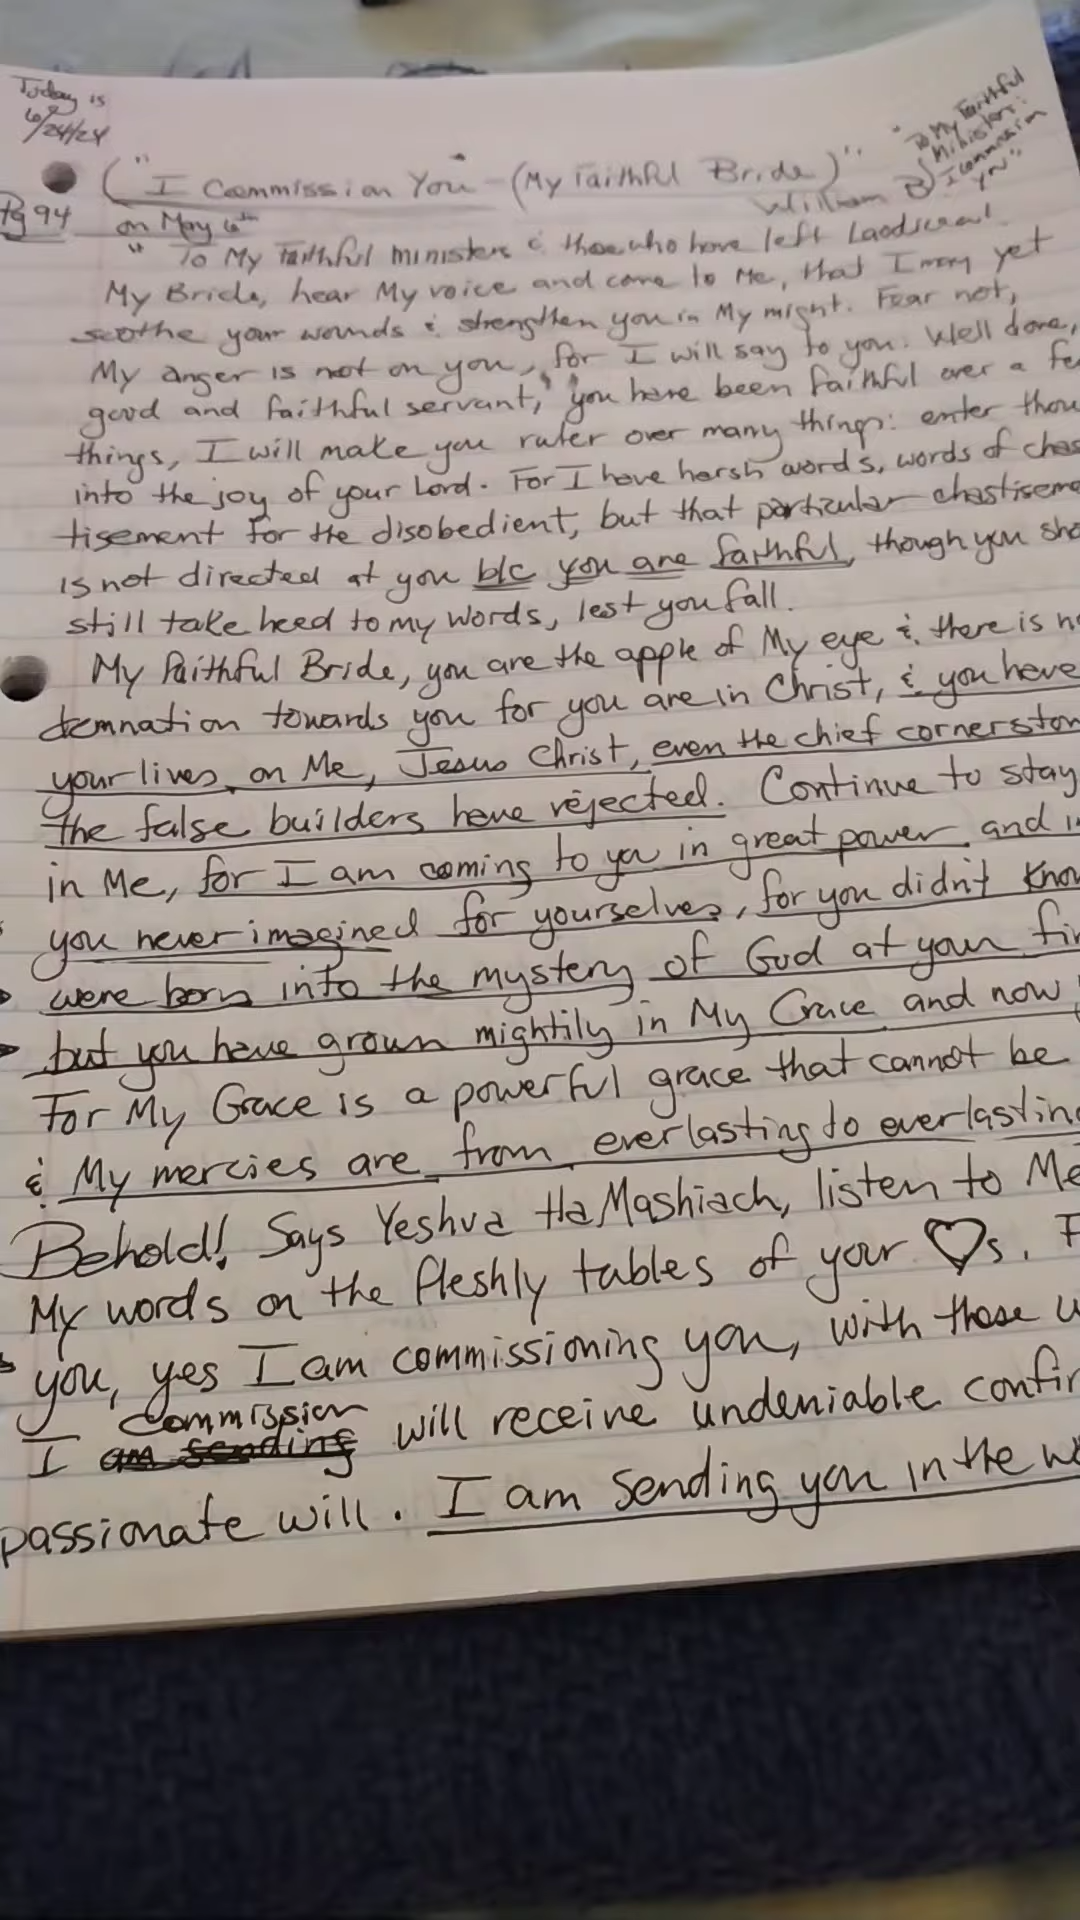 Today is
6/24/24
"To My Faithful
Ministers:
I Commission
You"
("I Commission You - (My Faithful Bride)"
William B
Pg 94
on May 6th
"To My Faithful ministers & those who have left Laodicea!
My Bride, hear My voice and come to Me, that I may yet
soothe your wounds & strengthen you in My might. Fear not,
My anger is not on you, for I will say to you. Well done,
good and faithful servant, you have been faithful over a fe
things, I will make you ruler over many things: enter thou
into the joy of your Lord. For I have harsh words, words of chas
tisement for the disobedient, but that particular chastiseme
is not directed at you b/c you are faithful, though you sho
still take heed to my words, lest you fall.
My Faithful Bride, you are the apple of My eye & there is n
demnation towards you for you are in Christ, & you have
your lives on Me, Jesus Christ, even the chief cornerston
the false builders have rejected. Continue to stay
in Me, for I am coming to you in great power and i
you never imagined for yourselves, for you didn't know
were born into the mystery of God at your fir
but you have grown mightily in My Grace and now
For My Grace is a powerful grace that cannot be
& My mercies are from everlasting to everlasting
Behold! Says Yeshua Ha Mashiach, listen to Me
My words on the fleshly tables of your ♡s. F
you, yes I am commissioning you, with those w
commission
I am sending will receive undeniable confir
passionate will. I am sending you in the w